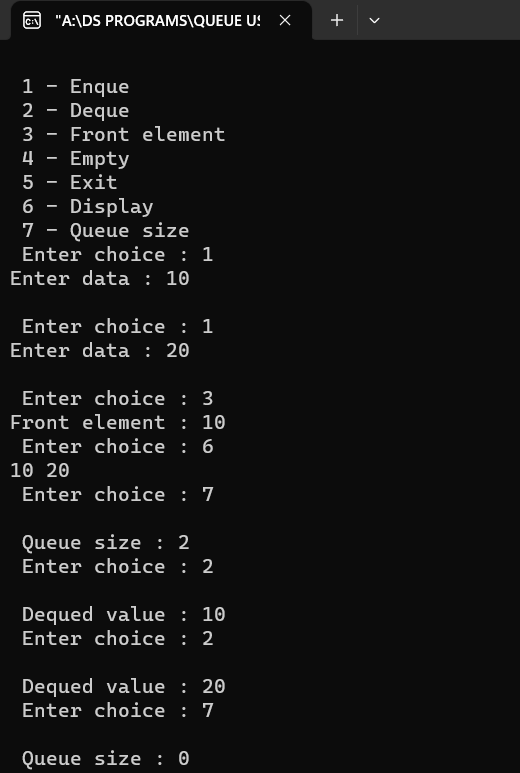 "A:\DS PROGRAMS\QUEUE US
1 - Enque
2 - Deque
3 - Front element
4 - Empty
5 - Exit
6 - Display
7 - Queue size
Enter choice : 1
Enter data : 10
Enter choice : 1
Enter data : 20
Enter choice : 3
Front element : 10
Enter choice : 6
10 20
Enter choice : 7
Queue size : 2
Enter choice : 2
Dequed value : 10
Enter choice : 2
Dequed value : 20
Enter choice : 7
Queue size : 0